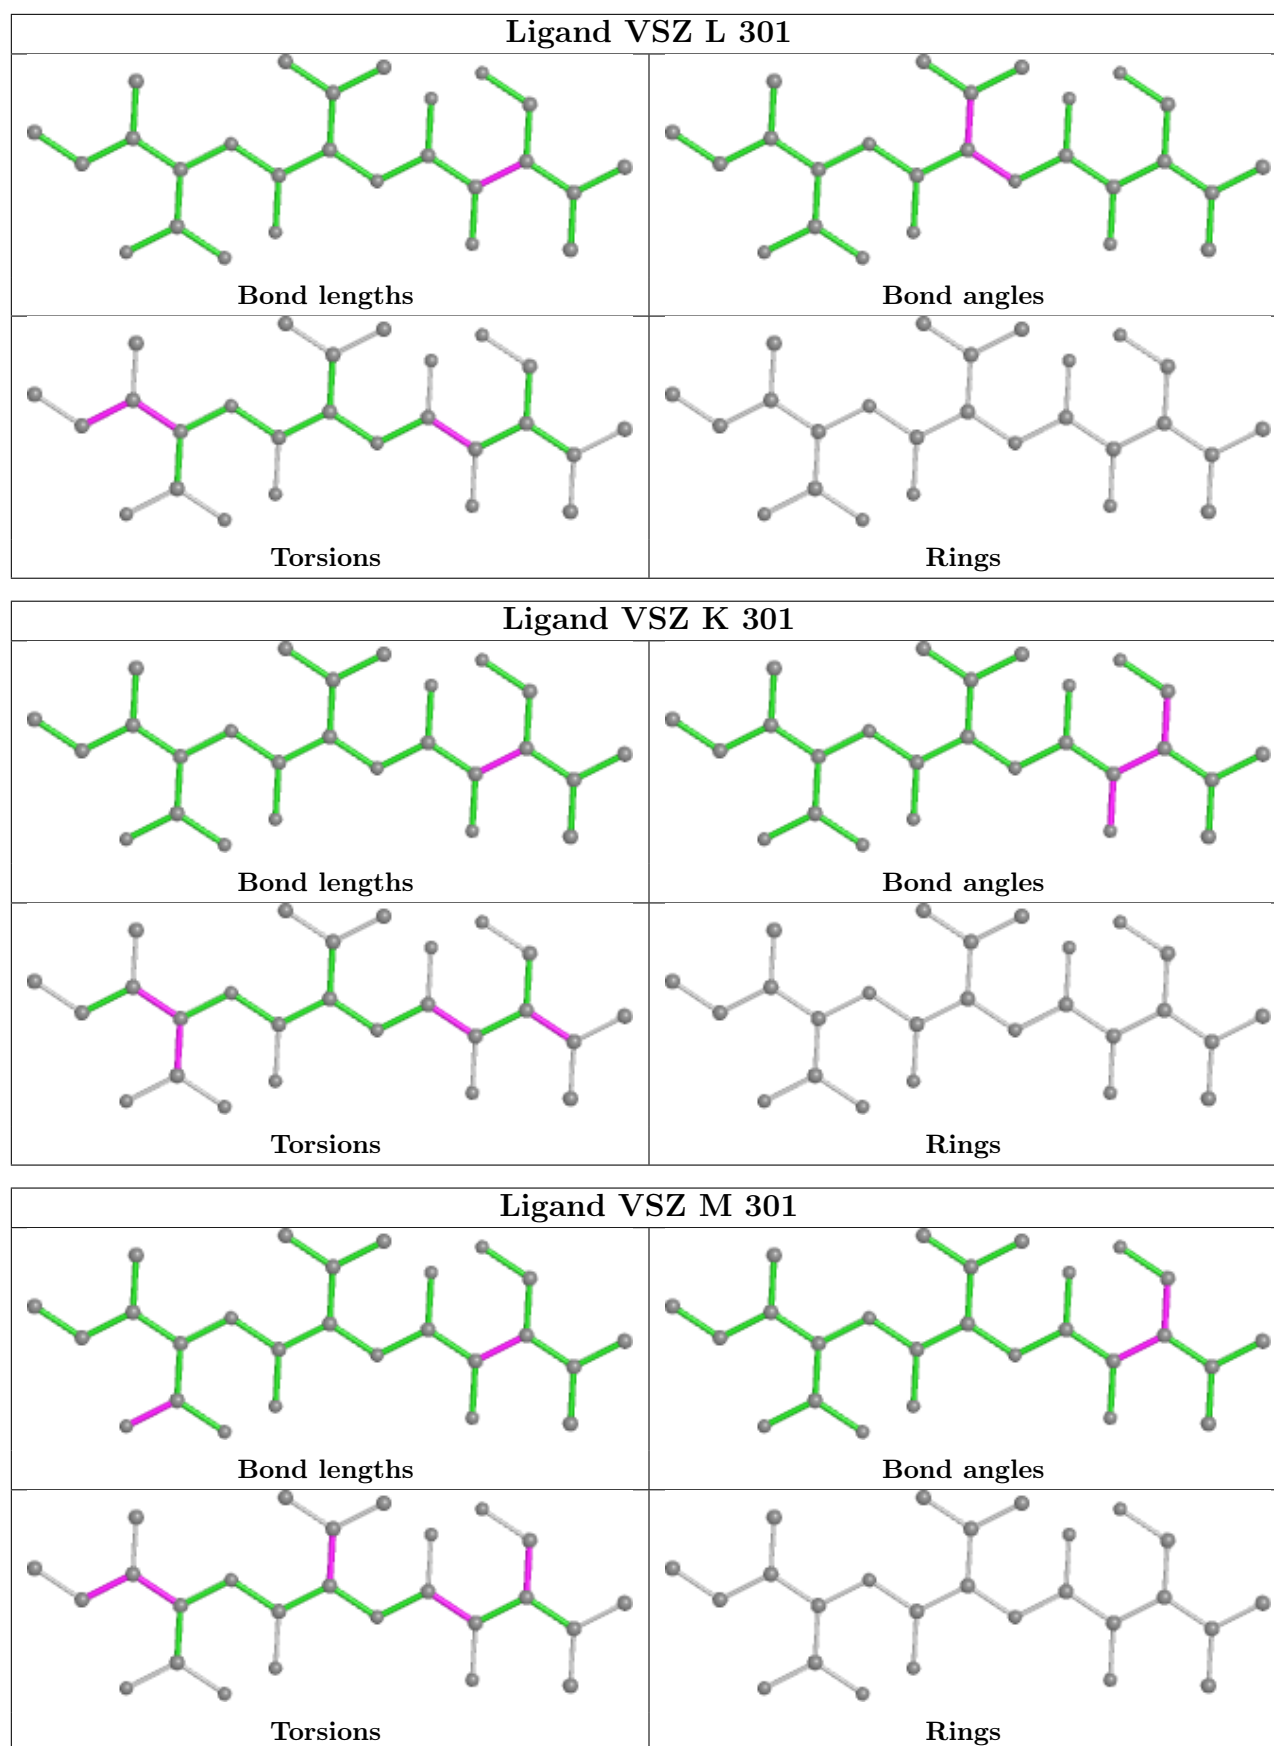 Ligand VSZ L 301
Bond lengths
Bond angles
Torsions
Rings
Ligand VSZ K 301
Bond lengths
Bond angles
Torsions
Rings
Ligand VSZ M 301
Bond lengths
Bond angles
Torsions
Rings